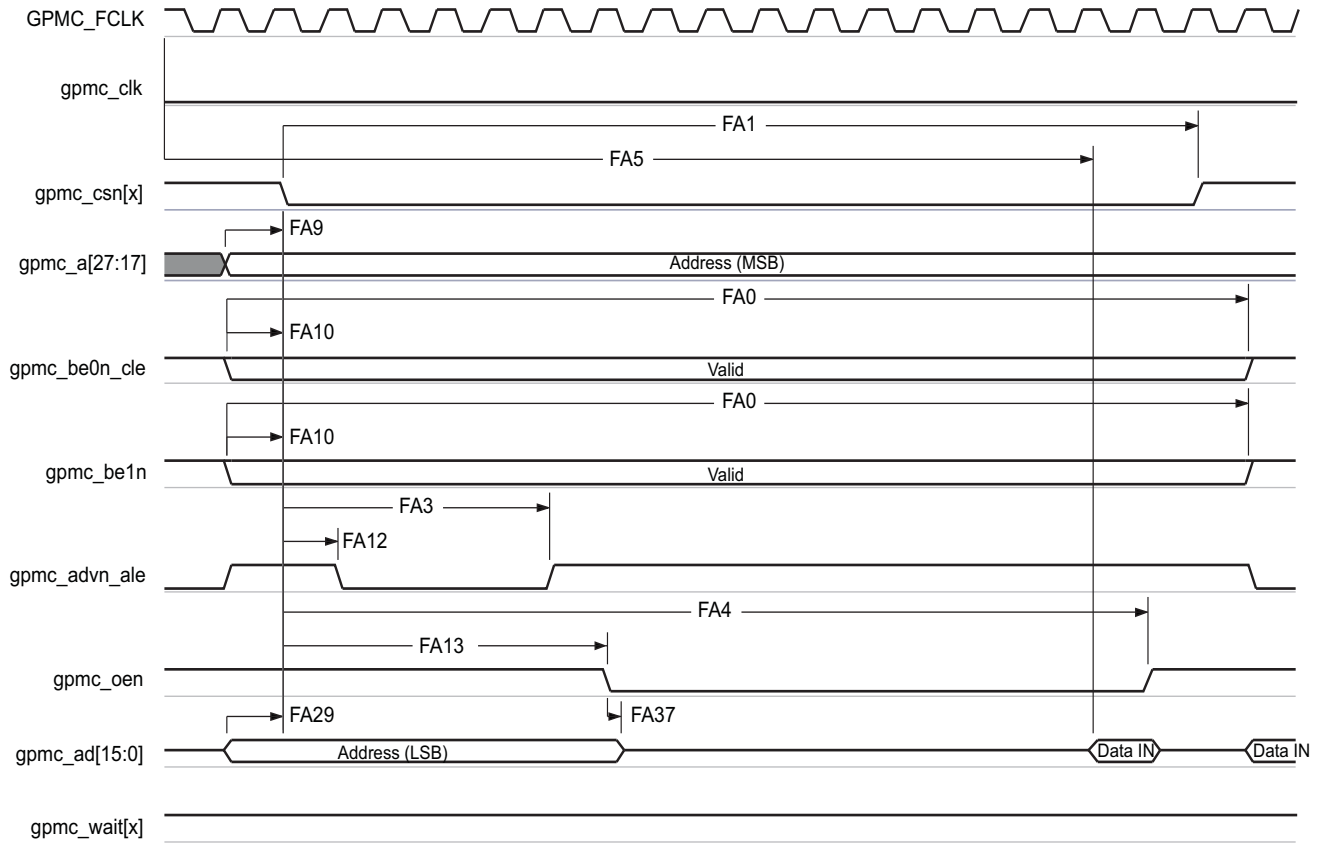 GPMC_FCLK
gpmc_clk
FA1
FA5
gpmc_csn[x]
FA9
gpmc_a[27:17]
Address (MSB)
FA0
FA10
gpmc_be0n_cle
Valid
FA0
FA10
gpmc_be1n
Valid
FA3
FA12
gpmc_advn_ale
FA4
FA13
gpmc_oen
FA29
FA37
gpmc_ad[15:0]
Address (LSB)
Data IN
Data IN
gpmc_wait[x]